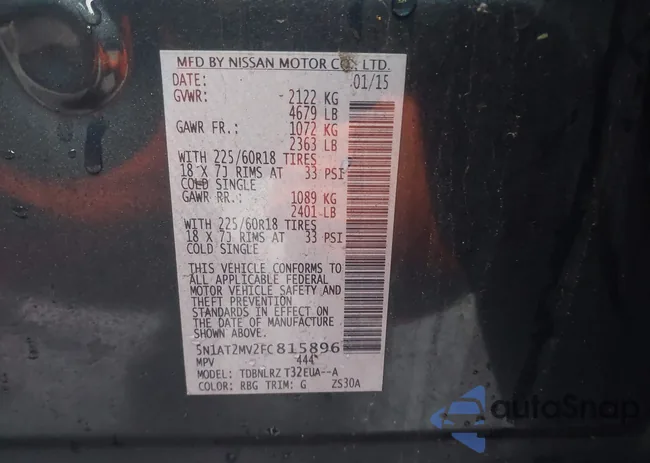 MFD BY NISSAN MOTOR CO., LTD.
DATE: 01/15
GVWR: 2122 KG
4679 LB
GAWR FR.: 1072 KG
2363 LB
WITH 225/60R18 TIRES
18 X 7J RIMS AT 33 PSI
COLD SINGLE
GAWR RR.: 1089 KG
2401 LB
WITH 225/60R18 TIRES
18 X 7J RIMS AT 33 PSI
COLD SINGLE
THIS VEHICLE CONFORMS TO
ALL APPLICABLE FEDERAL
MOTOR VEHICLE SAFETY AND
THEFT PREVENTION
STANDARDS IN EFFECT ON
THE DATE OF MANUFACTURE
SHOWN ABOVE.
5N1AT2MV2FC815896
MPV 444
MODEL: TDBNLRZ T32EUA--A
COLOR: RBG TRIM: G ZS30A
autoSnap